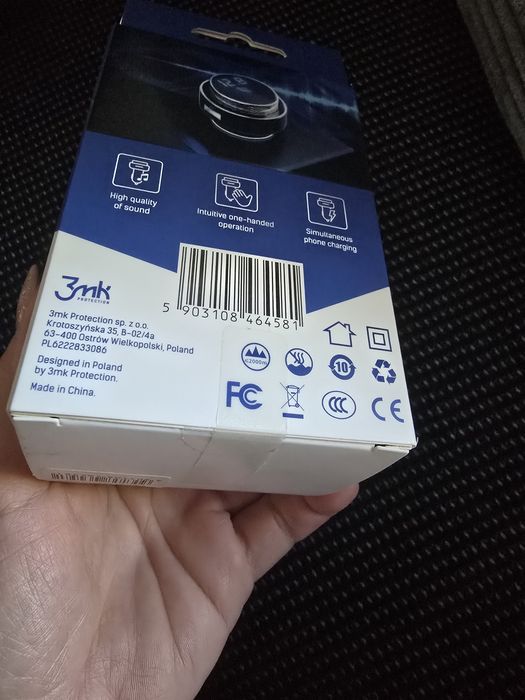 High quality
of sound
Intuitive one-handed
operation
Simultaneous
phone charging
5 903108 464581
3mk
PROTECTION
3mk Protection sp. z o.o.
Krotoszyńska 35, B-02/4a
63-400 Ostrów Wielkopolski, Poland
PL6222833086
Designed in Poland
by 3mk Protection.
Made in China.
≤2000m
10
FC
CCC
CE